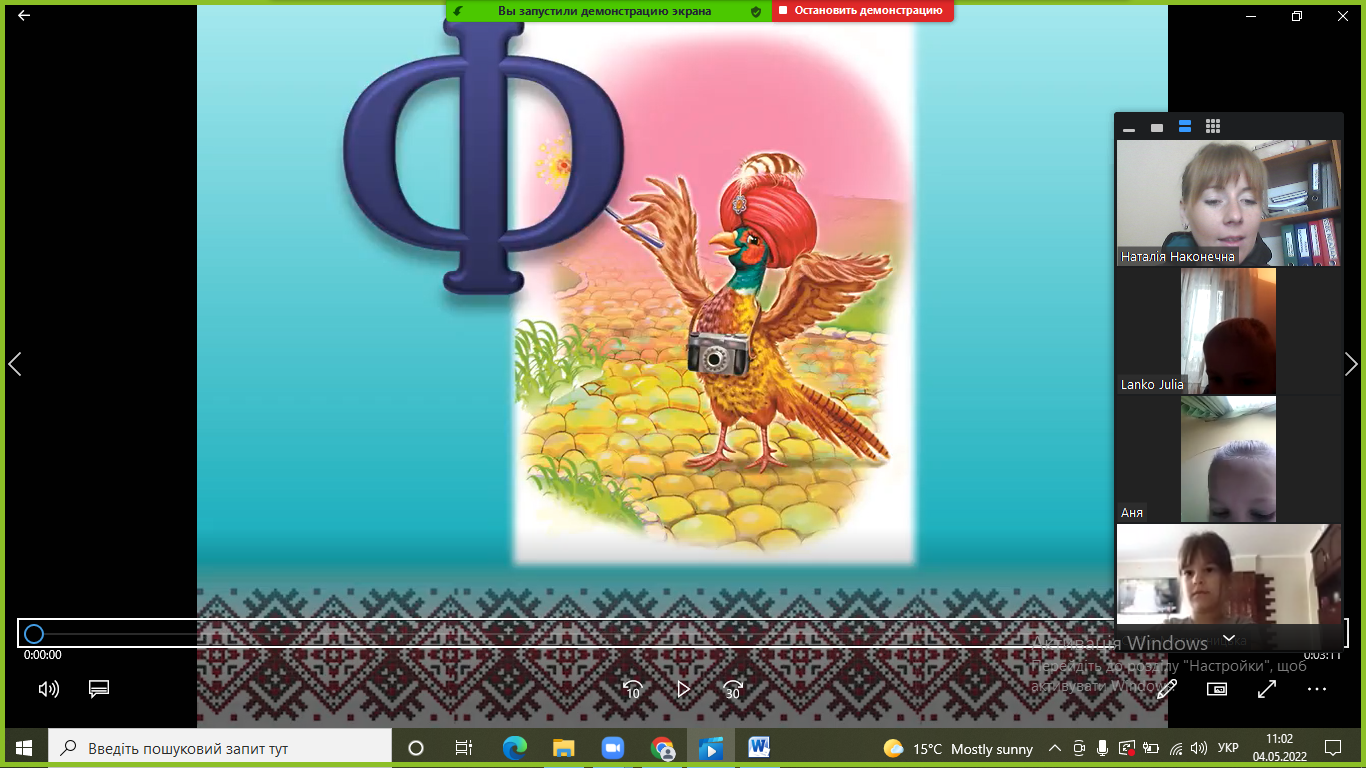 Вы запустили демонстрацию экрана
Остановить демонстрацию
Ф
Наталія Наконечна
Lanko Julia
Аня
0:00:00
0:03:11
10
30
Активація Windows
Перейдіть до розділу "Настройки", щоб
активувати Windows.
Введіть пошуковий запит тут
15°C Mostly sunny
УКР
11:02
04.05.2022